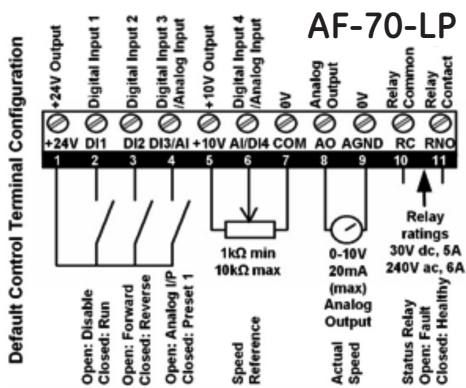 AF-70-LP
Default Control Terminal Configuration
+24V Output
Digital Input 1
Digital Input 2
Digital Input 3
/Analog Input
+10V Output
Digital Input 4
/Analog Input
0V
Analog
Output
0V
Relay
Common
Relay
Contact
+24V DI1 DI2 DI3/AI +10V AI/DI4 COM AO AGND RC RNO
1 2 3 4 5 6 7 8 9 10 11
1kΩ min
10kΩ max
0-10V
20mA
(max)
Analog
Output
Relay
ratings
30V dc, 5A
240V ac, 6A
Open: Disable
Closed: Run
Open: Forward
Closed: Reverse
Open: Analog I/P
Closed: Preset 1
Speed
Reference
Actual
Speed
Status Relay
Open: Fault
Closed: Healthy